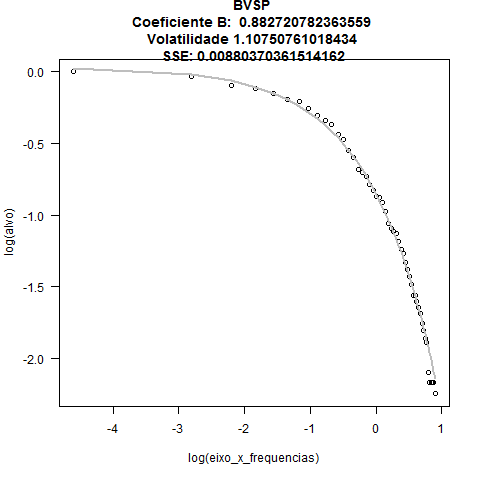 BVSP
Coeficiente B: 0.882720782363559
Volatilidade 1.10750761018434
SSE: 0.00880370361514162
0.0
-0.5
-1.0
-1.5
-2.0
log(alvo)
-4
-3
-2
-1
0
1
log(eixo_x_frequencias)